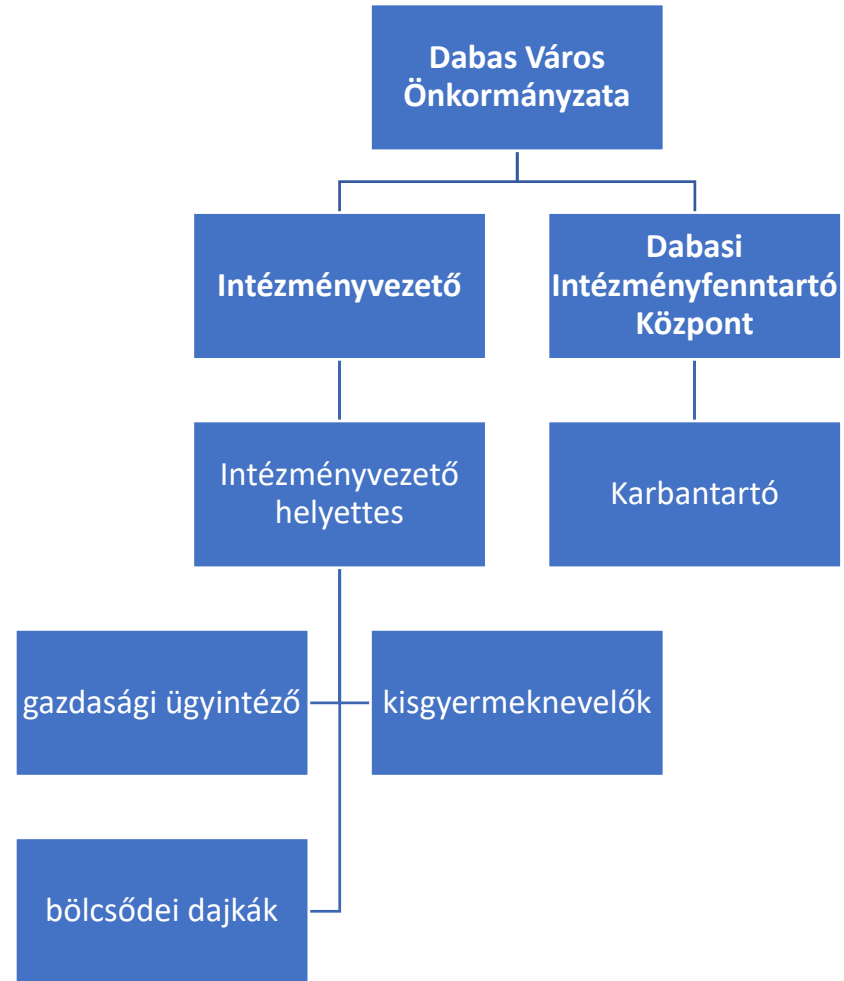 Dabas Város
Önkormányzata
Intézményvezető
Dabasi
Intézményfenntartó
Központ
Intézményvezető
helyettes
Karbantartó
gazdasági ügyintéző
kisgyermeknevelők
bölcsődei dajkák